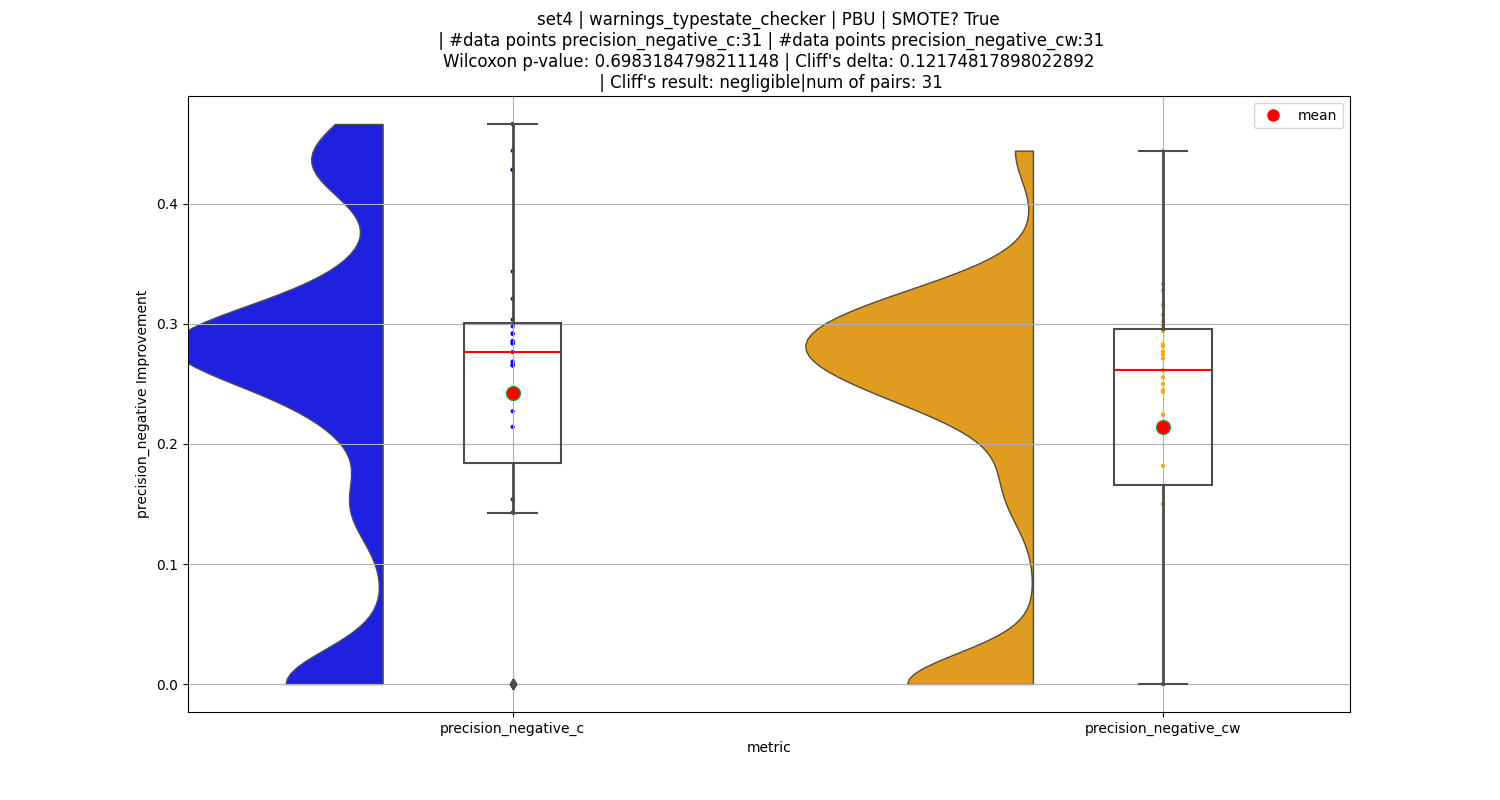 set4 | warnings_typestate_checker | PBU | SMOTE? True
| #data points precision_negative_c:31 | #data points precision_negative_cw:31
Wilcoxon p-value: 0.6983184798211148 | Cliff's delta: 0.12174817898022892
| Cliff's result: negligible|num of pairs: 31
mean
0.4
0.3
0.2
0.1
0.0
precision_negative Improvement
precision_negative_c
precision_negative_cw
metric